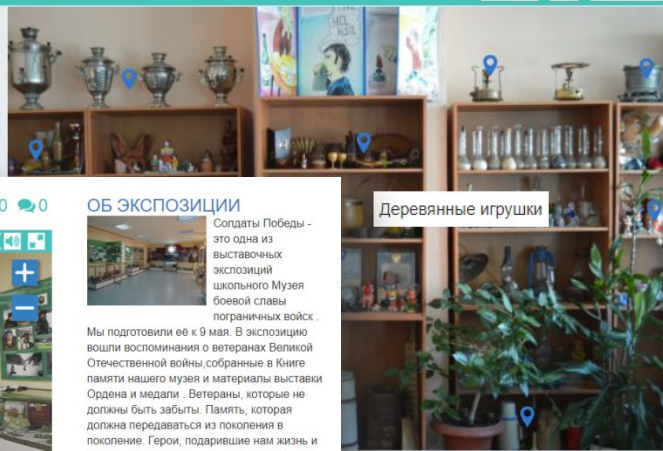 НА,
НАДО,
0 0
ОБ ЭКСПОЗИЦИИ
Солдаты Победы -
это одна из
выставочных
экспозиций
школьного Музея
боевой славы
пограничных войск .
Мы подготовили её к 9 мая. В экспозицию
вошли воспоминания о ветеранах Великой
Отечественной войны,собранные в Книге
памяти нашего музея и материалы выставки
Ордена и медали . Ветераны, которые не
должны быть забыты. Память, которая
должна передаваться из поколения в
поколение. Герои, подарившие нам жизнь и
Деревянные игрушки